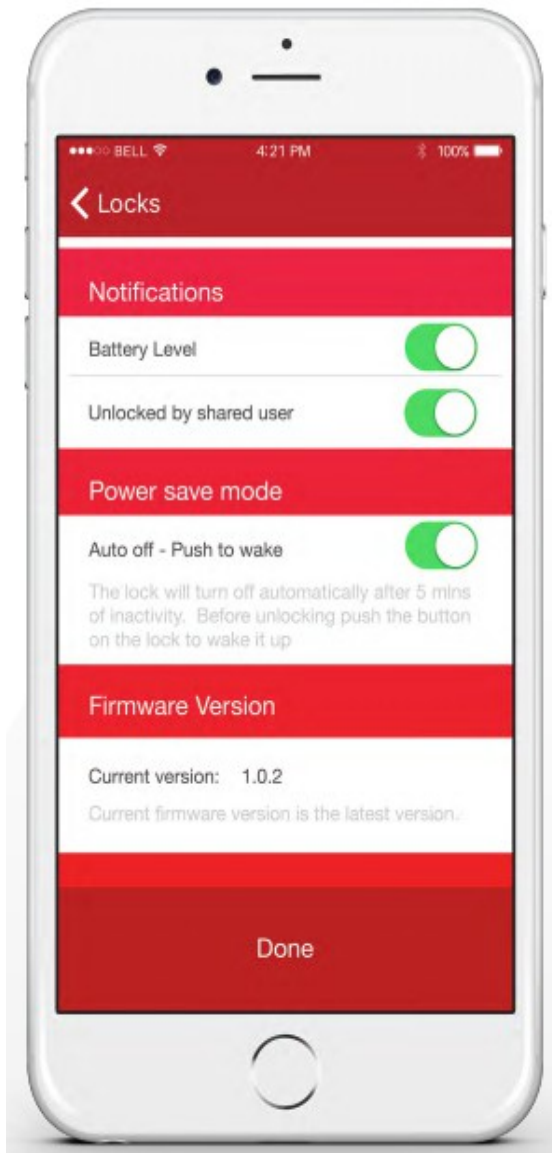 BELL 4:21 PM 100%
Locks
Notifications
Battery Level
Unlocked by shared user
Power save mode
Auto off - Push to wake
The lock will turn off automatically after 5 mins
of inactivity. Before unlocking push the button
on the lock to wake it up
Firmware Version
Current version: 1.0.2
Current firmware version is the latest version.
Done